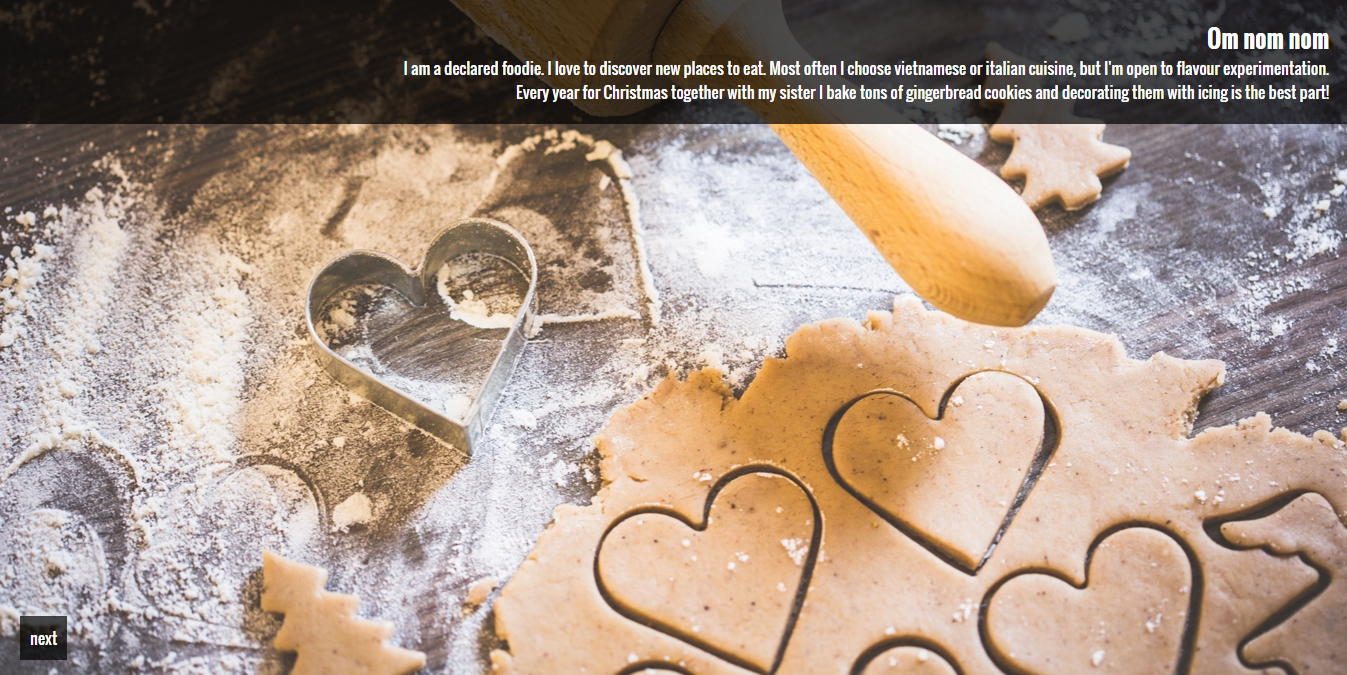 Om nom nom
I am a declared foodie. I love to discover new places to eat. Most often I choose vietnamese or italian cuisine, but I'm open to flavour experimentation.
Every year for Christmas together with my sister I bake tons of gingerbread cookies and decorating them with icing is the best part!
next